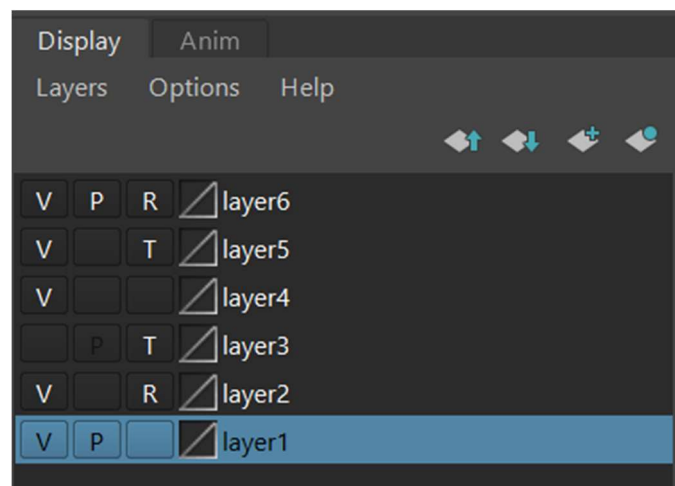 Display Anim
Layers Options Help
V P R layer6
V T layer5
V layer4
P T layer3
V R layer2
V P layer1